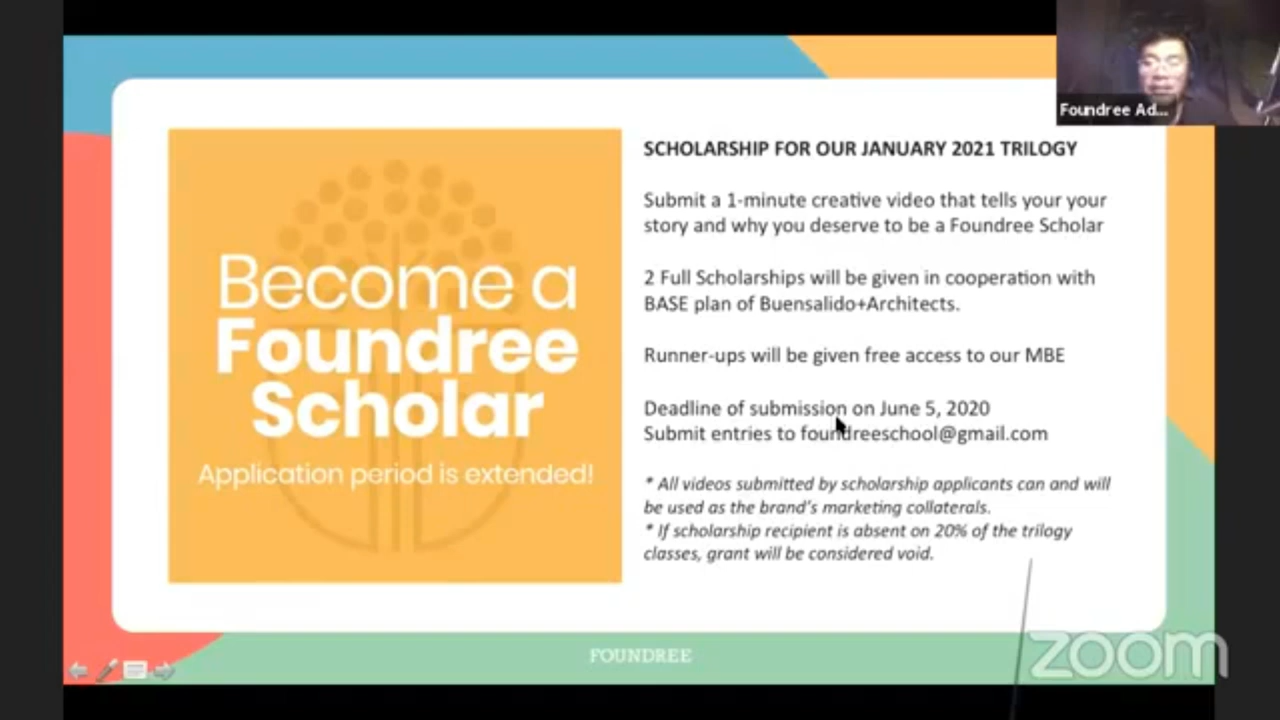 Foundree Ad...
SCHOLARSHIP FOR OUR JANUARY 2021 TRILOGY
Submit a 1-minute creative video that tells your your
story and why you deserve to be a Foundree Scholar
2 Full Scholarships will be given in cooperation with
BASE plan of Buensalido+Architects.
Runner-ups will be given free access to our MBE
Deadline of submission on June 5, 2020
Submit entries to foundreeschool@gmail.com
* All videos submitted by scholarship applicants can and will
be used as the brand's marketing collaterals.
* If scholarship recipient is absent on 20% of the trilogy
classes, grant will be considered void.
Become a
Foundree
Scholar
Application period is extended!
FOUNDREE
zoom